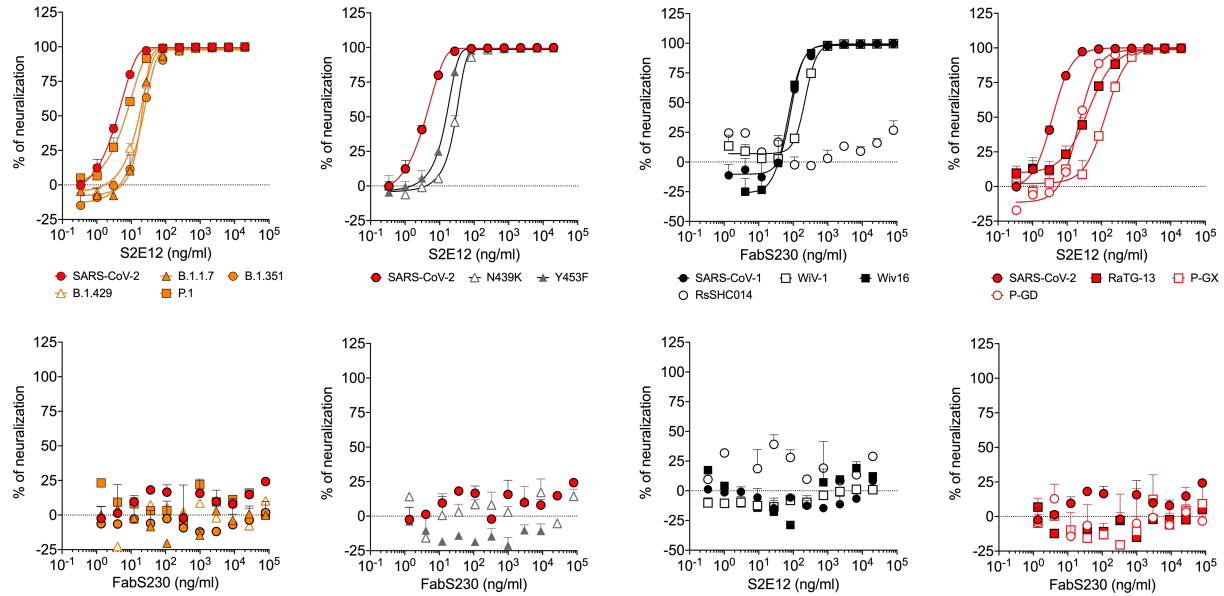 % of neuralization
125
100
75
50
25
0
-25
10-1 100 101 102 103 104 105
S2E12 (ng/ml)
SARS-CoV-2 B.1.1.7 B.1.351
B.1.429 P.1
% of neuralization
125
100
75
50
25
0
-25
10-1 100 101 102 103 104 105
S2E12 (ng/ml)
SARS-CoV-2 N439K Y453F
% of neuralization
125
100
75
50
25
0
-25
-50
10-1 100 101 102 103 104 105
FabS230 (ng/ml)
SARS-CoV-1 WiV-1 Wiv16
RsSHC014
% of neuralization
125
100
75
50
25
0
-25
10-1 100 101 102 103 104 105
S2E12 (ng/ml)
SARS-CoV-2 RaTG-13 P-GX
P-GD
% of neuralization
125
100
75
50
25
0
-25
10-1 100 101 102 103 104 105
FabS230 (ng/ml)
% of neuralization
125
100
75
50
25
0
-25
10-1 100 101 102 103 104 105
FabS230 (ng/ml)
% of neuralization
125
100
75
50
25
0
-25
-50
10-1 100 101 102 103 104 105
S2E12 (ng/ml)
% of neuralization
125
100
75
50
25
0
-25
10-1 100 101 102 103 104 105
FabS230 (ng/ml)